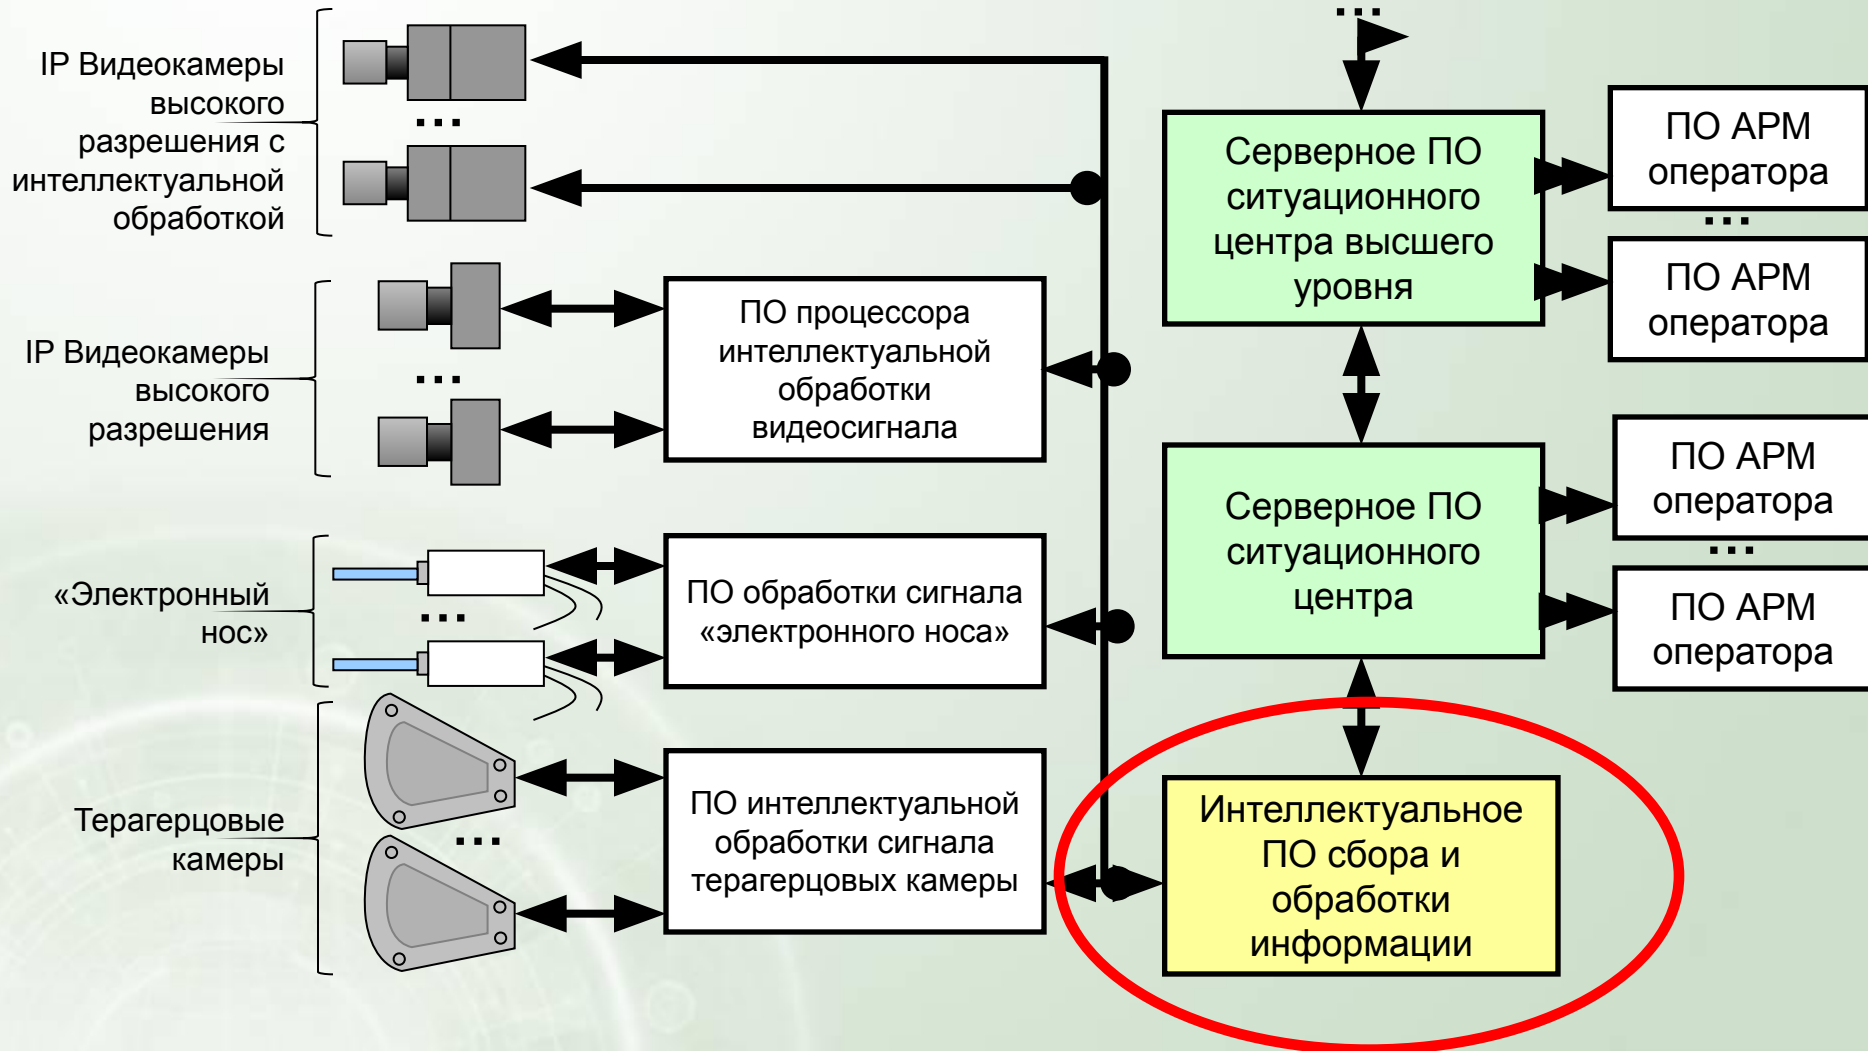 IP Видеокамеры
высокого
разрешения с
интеллектуальной
обработкой
IP Видеокамеры
высокого
разрешения
«Электронный
нос»
Терагерцовые
камеры
...
...
...
...
ПО процессора
интеллектуальной
обработки
видеосигнала
ПО обработки сигнала
«электронного носа»
ПО интеллектуальной
обработки сигнала
терагерцовых камеры
...
Серверное ПО
ситуационного
центра высшего
уровня
Серверное ПО
ситуационного
центра
Интеллектуальное
ПО сбора и
обработки
информации
ПО АРМ
оператора
...
ПО АРМ
оператора
ПО АРМ
оператора
...
ПО АРМ
оператора